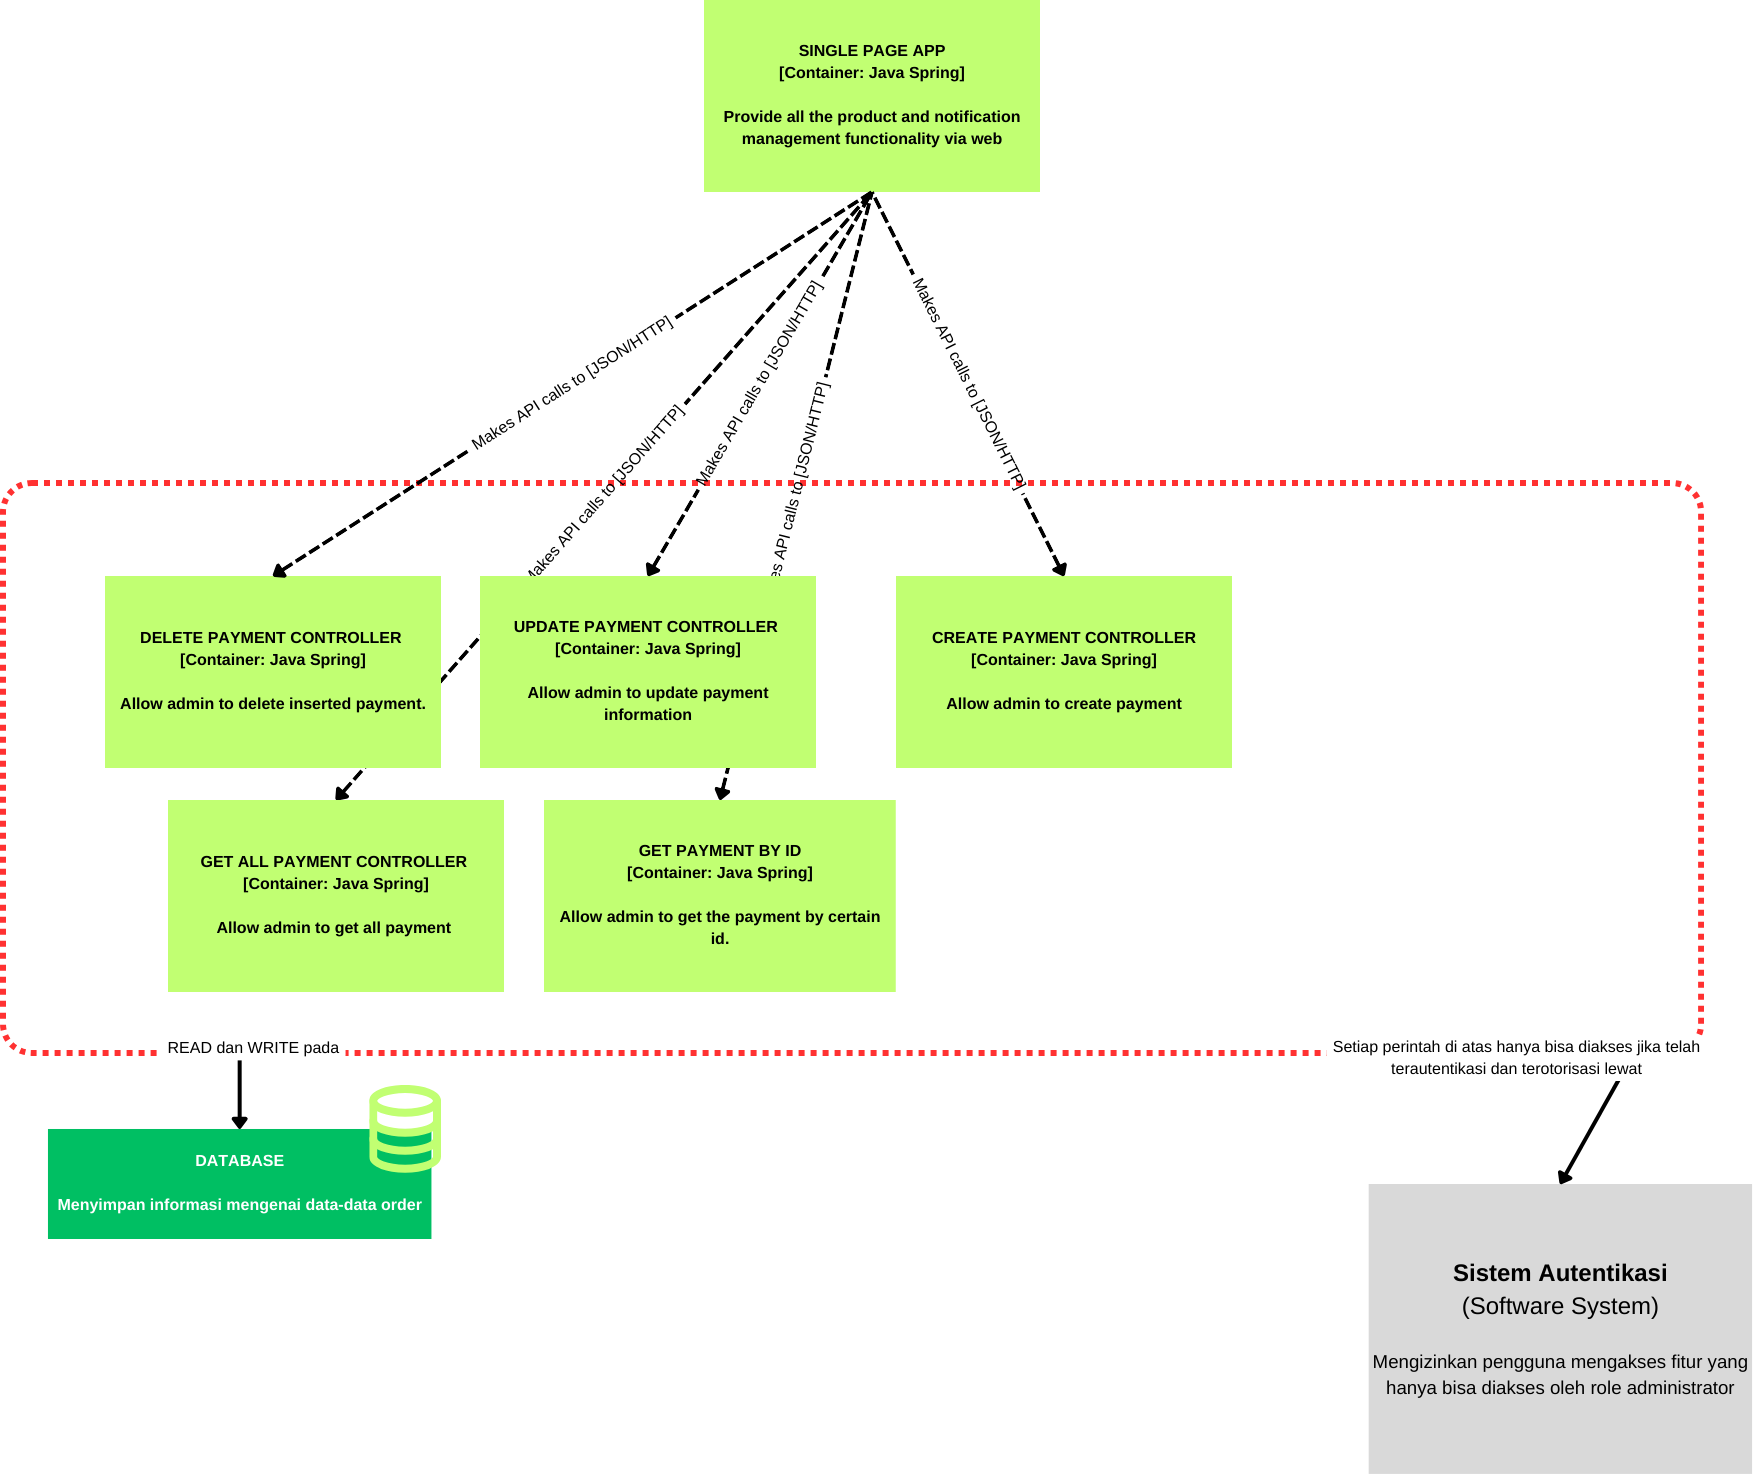 SINGLE PAGE APP
[Container: Java Spring]
Provide all the product and notification
management functionality via web
Makes API calls to [JSON/HTTP]
Makes API calls to [JSON/HTTP]
Makes API calls to [JSON/HTTP]
API calls to [JSON/HTTP]
Makes API calls to [JSON/HTTP]
DELETE PAYMENT CONTROLLER
[Container: Java Spring]
Allow admin to delete inserted payment.
UPDATE PAYMENT CONTROLLER
[Container: Java Spring]
Allow admin to update payment
information
CREATE PAYMENT CONTROLLER
[Container: Java Spring]
Allow admin to create payment
GET ALL PAYMENT CONTROLLER
[Container: Java Spring]
Allow admin to get all payment
GET PAYMENT BY ID
[Container: Java Spring]
Allow admin to get the payment by certain
id.
READ dan WRITE pada
Setiap perintah di atas hanya bisa diakses jika telah
terautentikasi dan terotorisasi lewat
DATABASE
Menyimpan informasi mengenai data-data order
Sistem Autentikasi
(Software System)
Mengizinkan pengguna mengakses fitur yang
hanya bisa diakses oleh role administrator